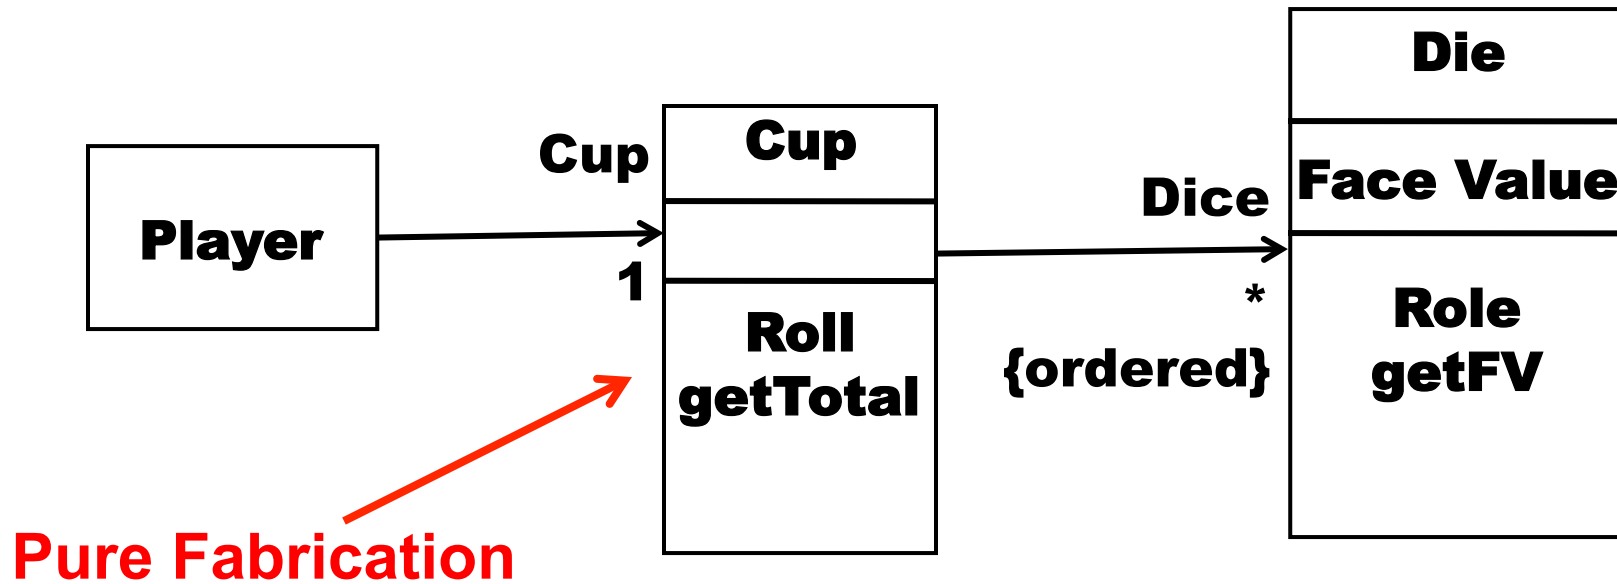 Player
Cup
1
Cup
Roll
getTotal
Dice
*
{ordered}
Die
Face Value
Role
getFV
Pure Fabrication